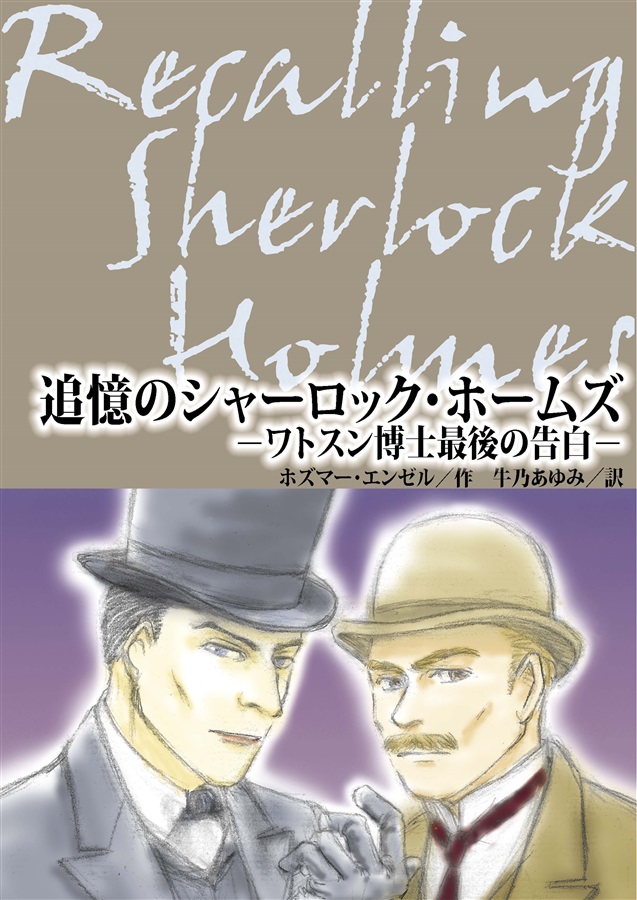 Recalling
Sherlock
Holmes
追憶のシャーロック・ホームズ
－ワトスン博士最後の告白－
ホズマー・エンゼル／作　牛乃あゆみ／訳